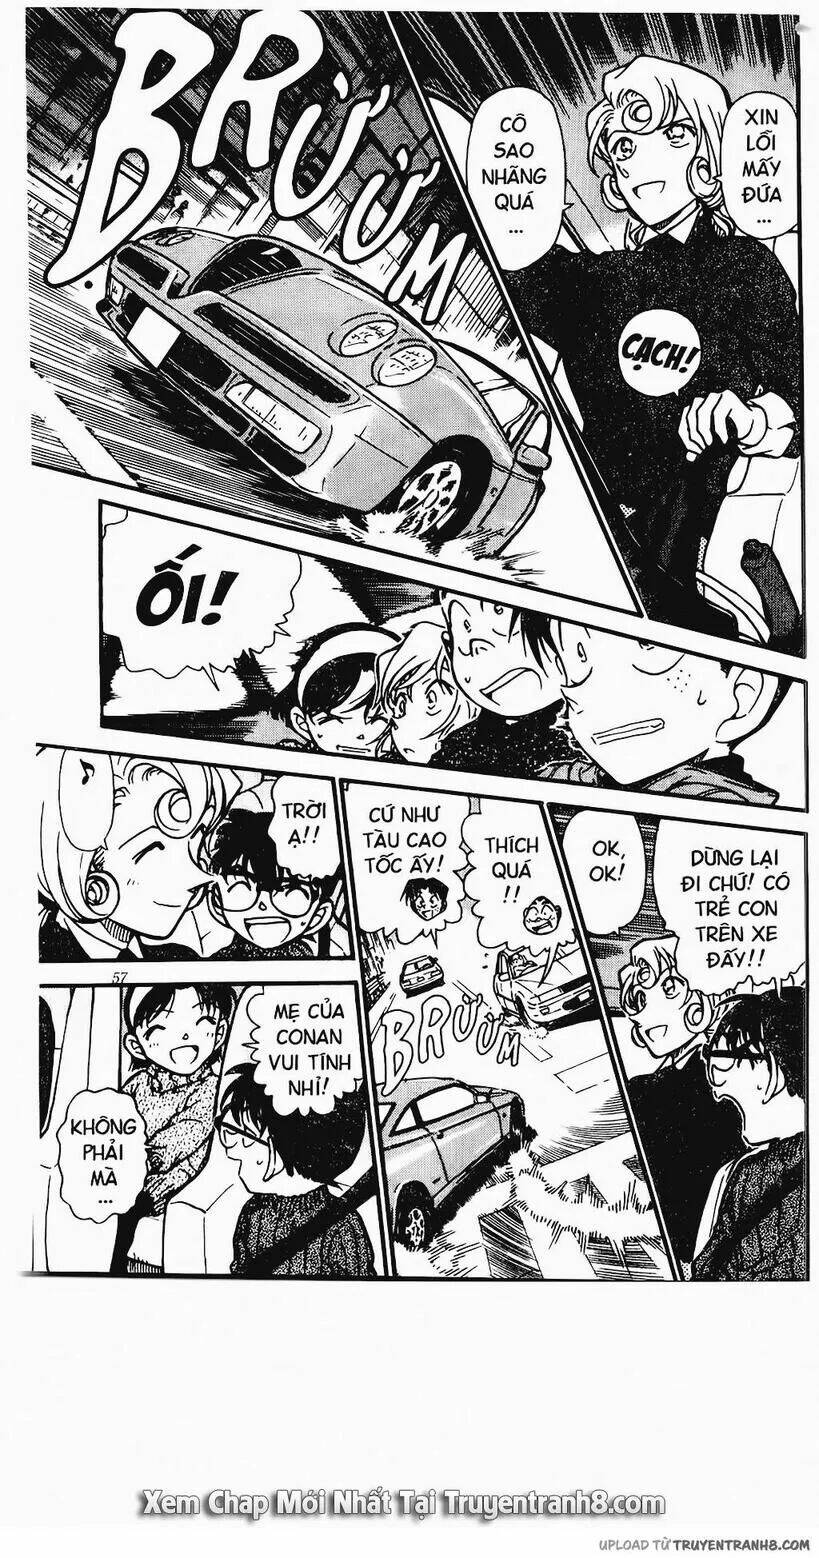 XIN
LỖI
MẤY
ĐỨA
...
CÔ
SAO
NHÃNG
QUÁ
...
CẠCH!
BRỪỪM
ỐI!
DỪNG LẠI
ĐI CHỨ! CÓ
TRẺ CON
TRÊN XE
ĐẤY!!
OK,
OK!
THÍCH
QUÁ
!!
CỨ NHƯ
TÀU CAO
TỐC ẤY!
BRỪỪM
TRỜI
Ạ!!
♪
57
MẸ CỦA
CONAN
VUI TÍNH
NHỈ!
KHÔNG
PHẢI
MÀ
...
Xem Chap Mới Nhất Tại Truyentranh8.com
UPLOAD TỪ TRUYENTRANH8.COM